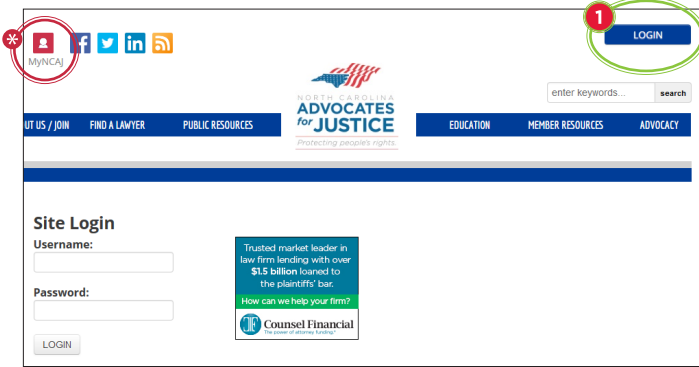 *
1
MyNCAJ
f
in
LOGIN
enter keywords... search
NORTH CAROLINA
ADVOCATES
for JUSTICE
Protecting people's rights
UT US / JOIN FIND A LAWYER PUBLIC RESOURCES EDUCATION MEMBER RESOURCES ADVOCACY
Site Login
Username:
Password:
LOGIN
Trusted market leader in
law firm lending with over
$1.5 billion loaned to
the plaintiffs' bar.
How can we help your firm?
CF Counsel Financial
The power of attorney funding.